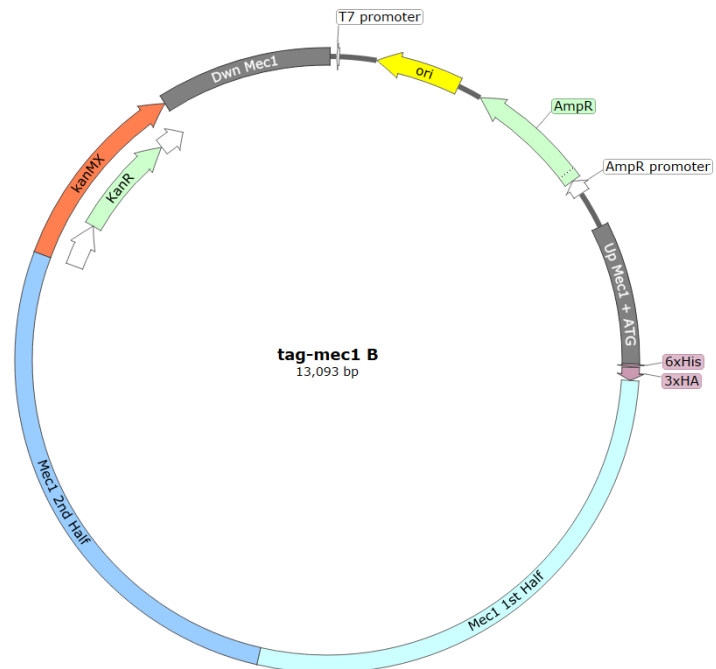 T7 promoter
Dwn Mec1
ori
AmpR
kanMX
KanR
AmpR promoter
Up Mec1 + ATG
tag-mec1 B
13,093 bp
6xHis
3xHA
Mec1 2nd Half
Mec1 1st Half